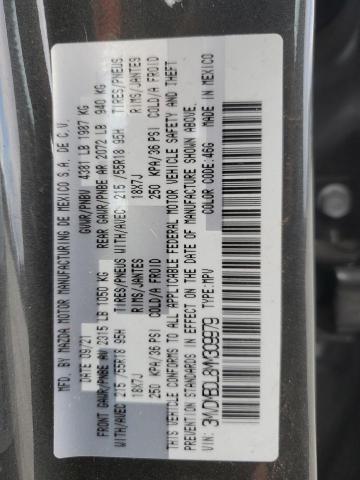 MFD. BY MAZDA MOTOR MANUFACTURING DE MEXICO S.A. DE C.V.
DATE 09/21 GVWR/PNBV 4381 LB 1987 KG
FRONT GAWR/PNBE AV 2315 LB 1050 KG REAR GAWR/PNBE AR 2072 LB 940 KG
WITH/AVEC 215 /55R18 95H TIRES/PNEUS WITH/AVEC 215 /55R18 95H TIRES/PNEUS
18X7J RIMS/JANTES 18X7J RIMS/JANTES
250 KPA/36 PSI COLD/A FROID 250 KPA/36 PSI COLD/A FROID
THIS VEHICLE CONFORMS TO ALL APPLICABLE FEDERAL MOTOR VEHICLE SAFETY AND THEFT
PREVENTION STANDARDS IN EFFECT ON THE DATE OF MANUFACTURE SHOWN ABOVE.
VIN: TYPE: MPV COLOR CODE: 46G MADE IN MEXICO